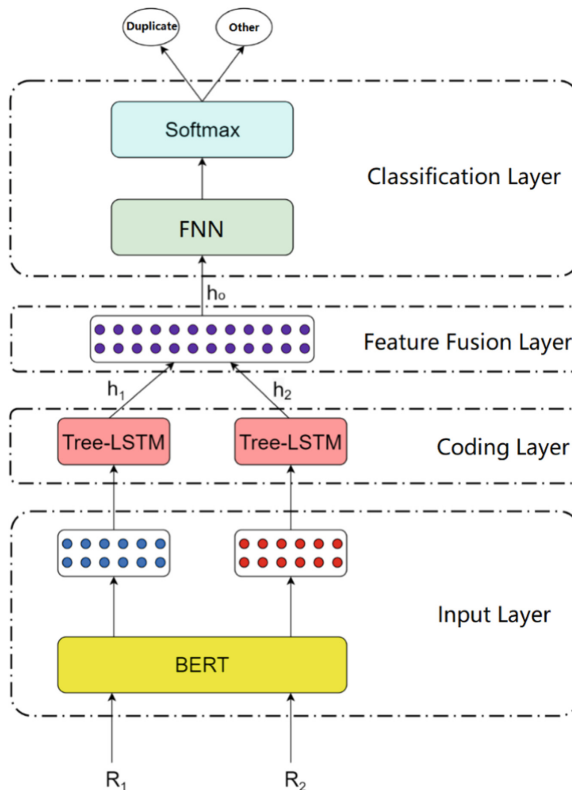 Duplicate
Other
Softmax
Classification Layer
FNN
hₒ
Feature Fusion Layer
h₁
h₂
Tree-LSTM
Tree-LSTM
Coding Layer
Input Layer
BERT
R₁
R₂